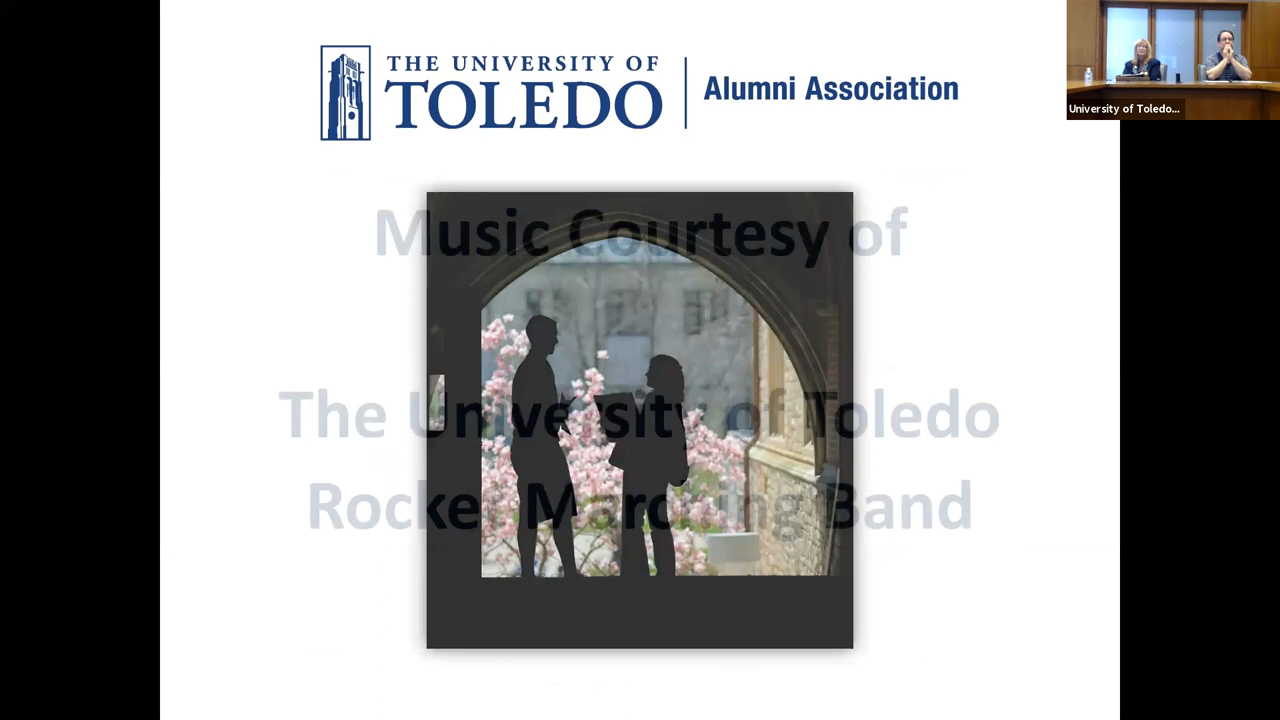 THE UNIVERSITY OF
TOLEDO
Alumni Association
University of Toledo...
Music Courtesy of
The University of Toledo
Rocket Marching Band